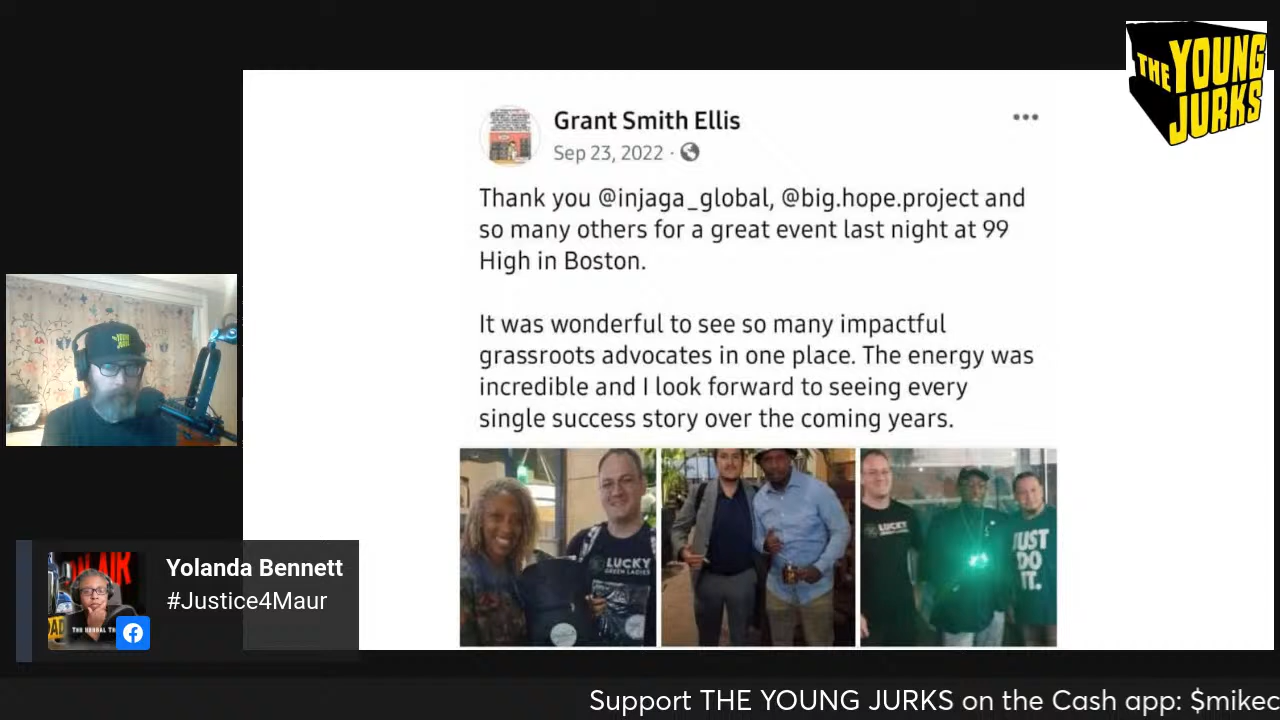 THE YOUNG JURKS
Grant Smith Ellis
Sep 23, 2022 ·
Thank you @injaga_global, @big.hope.project and
so many others for a great event last night at 99
High in Boston.
It was wonderful to see so many impactful
grassroots advocates in one place. The energy was
incredible and I look forward to seeing every
single success story over the coming years.
LUCKY
GREEN LADIES
LUCKY
JUST
DO
IT.
Yolanda Bennett
#Justice4Maur
Support THE YOUNG JURKS on the Cash app: $mikec